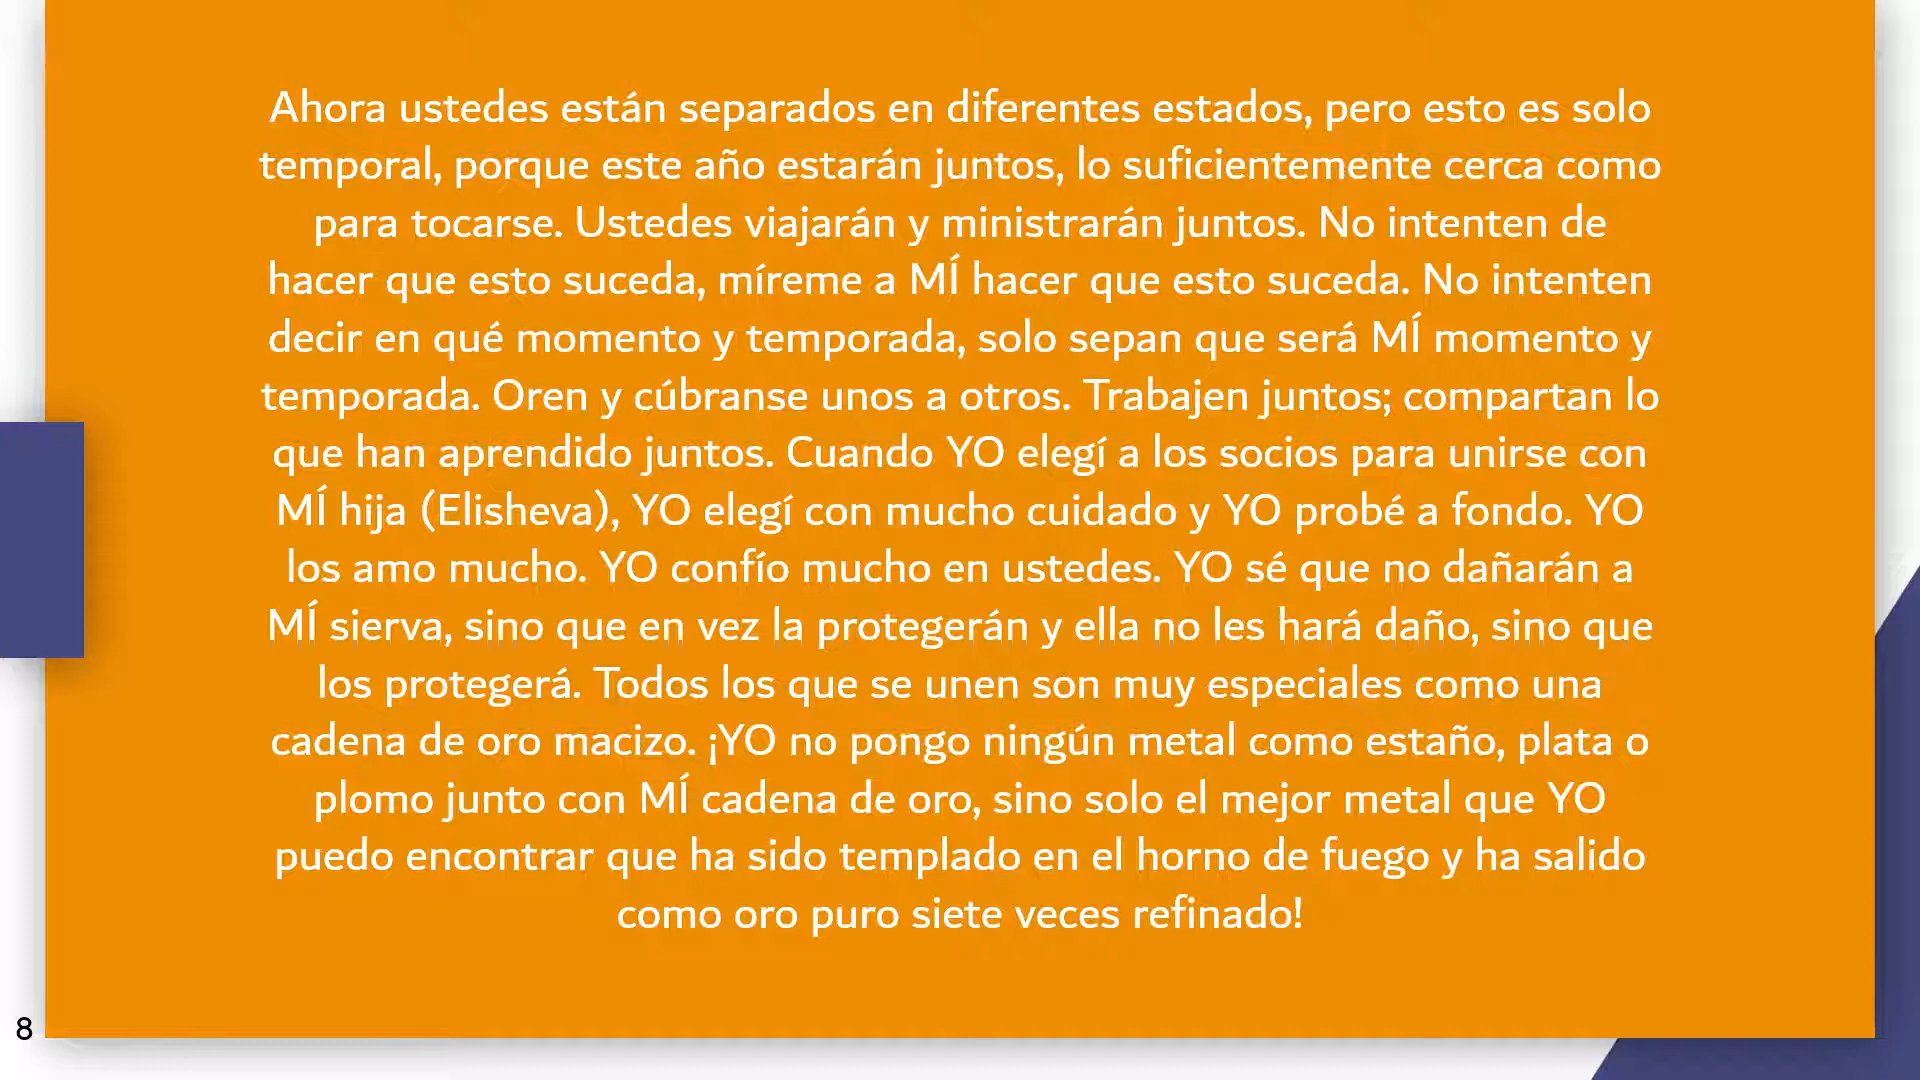 Ahora ustedes están separados en diferentes estados, pero esto es solo
temporal, porque este año estarán juntos, lo suficientemente cerca como
para tocarse. Ustedes viajarán y ministrarán juntos. No intenten de
hacer que esto suceda, míreme a MÍ hacer que esto suceda. No intenten
decir en qué momento y temporada, solo sepan que será MÍ momento y
temporada. Oren y cúbranse unos a otros. Trabajen juntos; compartan lo
que han aprendido juntos. Cuando YO elegí a los socios para unirse con
MÍ hija (Elisheva), YO elegí con mucho cuidado y YO probé a fondo. YO
los amo mucho. YO confío mucho en ustedes. YO sé que no dañarán a
MÍ sierva, sino que en vez la protegerán y ella no les hará daño, sino que
los protegerá. Todos los que se unen son muy especiales como una
cadena de oro macizo. ¡YO no pongo ningún metal como estaño, plata o
plomo junto con MÍ cadena de oro, sino solo el mejor metal que YO
puedo encontrar que ha sido templado en el horno de fuego y ha salido
como oro puro siete veces refinado!
8